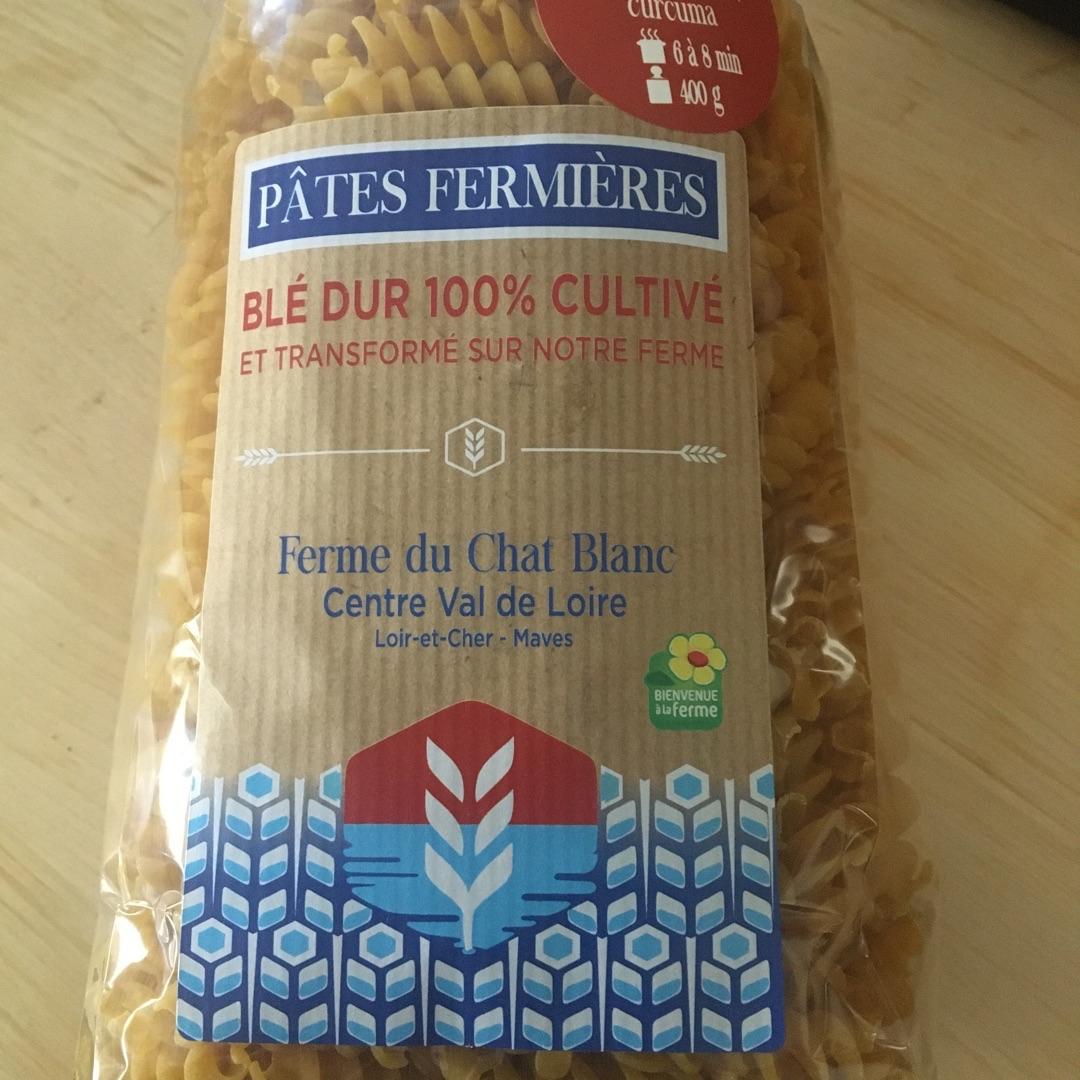 curcuma
6 à 8 min
400 g
PÂTES FERMIÈRES
BLÉ DUR 100% CULTIVÉ
ET TRANSFORMÉ SUR NOTRE FERME
Ferme du Chat Blanc
Centre Val de Loire
Loir-et-Cher - Maves
BIENVENUE
à la ferme